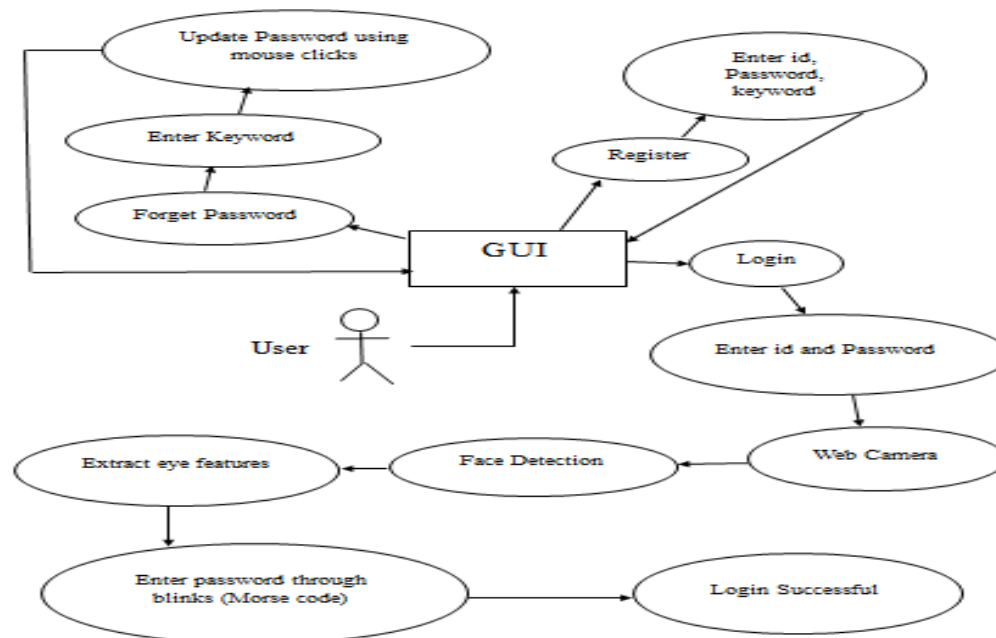 Update Password using
mouse clicks
Enter id,
Password,
keyword
Enter Keyword
Register
Forget Password
GUI
Login
User
Enter id and Password
Extract eye features
Face Detection
Web Camera
Enter password through
blinks (Morse code)
Login Successful